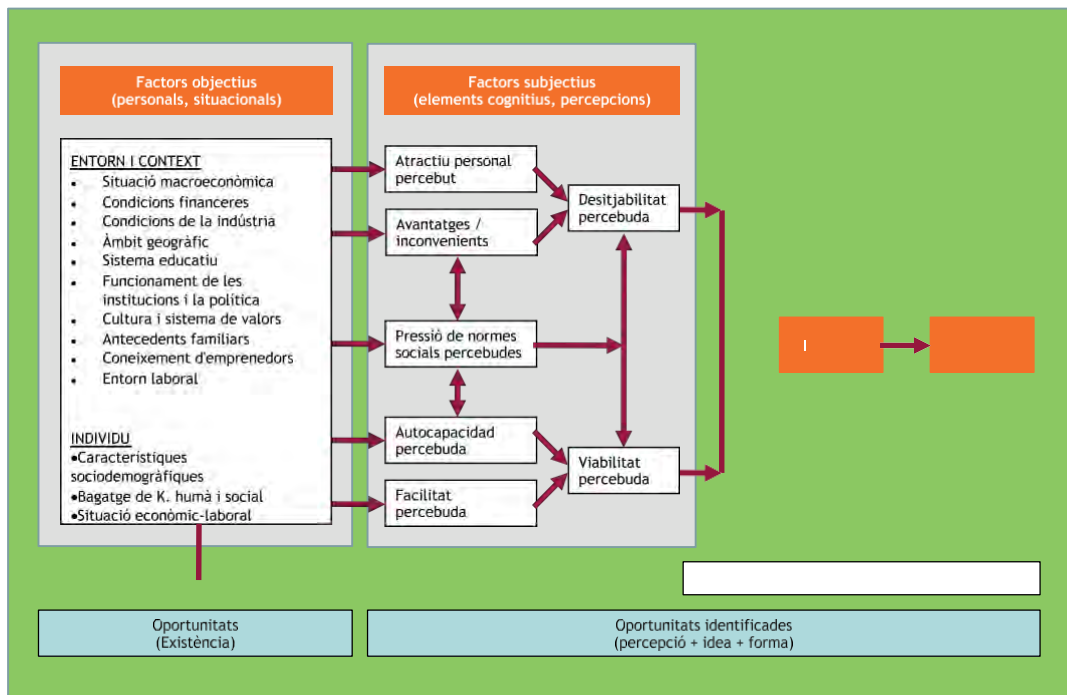 Factors objectius
(personals, situacionals)
ENTORN I CONTEXT
• Situació macroeconòmica
• Condicions financeres
• Condicions de la indústria
• Àmbit geogràfic
• Sistema educatiu
• Funcionament de les
institucions i la política
• Cultura i sistema de valors
• Antecedents familiars
• Coneixement d'emprenedors
• Entorn laboral
INDIVIDU
•Característiques
sociodemogràfiques
•Bagatge de K. humà i social
•Situació econòmic-laboral
Factors subjectius
(elements cognitius, percepcions)
Atractiu personal
percebut
Avantatges /
inconvenients
Pressió de normes
socials percebudes
Autocapacidad
percebuda
Facilitat
percebuda
Desitjabilitat
percebuda
Viabilitat
percebuda
I
Oportunitats
(Existència)
Oportunitats identificades
(percepció + idea + forma)